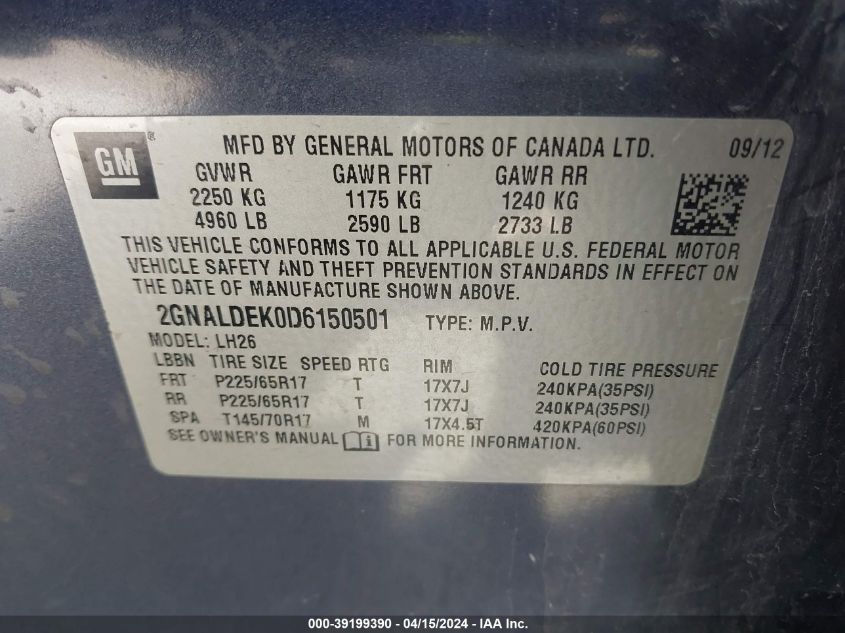 GM
MFD BY GENERAL MOTORS OF CANADA LTD. 09/12
GVWR GAWR FRT GAWR RR
2250 KG 1175 KG 1240 KG
4960 LB 2590 LB 2733 LB
THIS VEHICLE CONFORMS TO ALL APPLICABLE U.S. FEDERAL MOTOR
VEHICLE SAFETY AND THEFT PREVENTION STANDARDS IN EFFECT ON
THE DATE OF MANUFACTURE SHOWN ABOVE.
2GNALDEK0D6150501 TYPE: M.P.V.
MODEL: LH26
LBBN TIRE SIZE SPEED RTG RIM COLD TIRE PRESSURE
FRT P225/65R17 T 17X7J 240KPA(35PSI)
RR P225/65R17 T 17X7J 240KPA(35PSI)
SPA T145/70R17 M 17X4.5T 420KPA(60PSI)
SEE OWNER'S MANUAL FOR MORE INFORMATION.
000-39199390 - 04/15/2024 - IAA Inc.